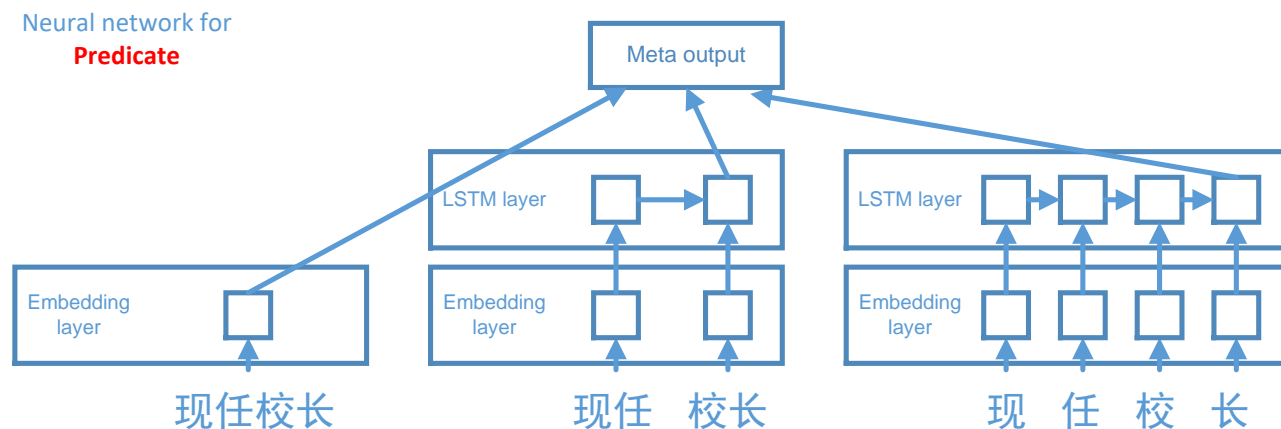 Neural network for
Predicate
Meta output
LSTM layer
LSTM layer
Embedding
layer
Embedding
layer
Embedding
layer
现任校长
现任 校长
现 任 校 长